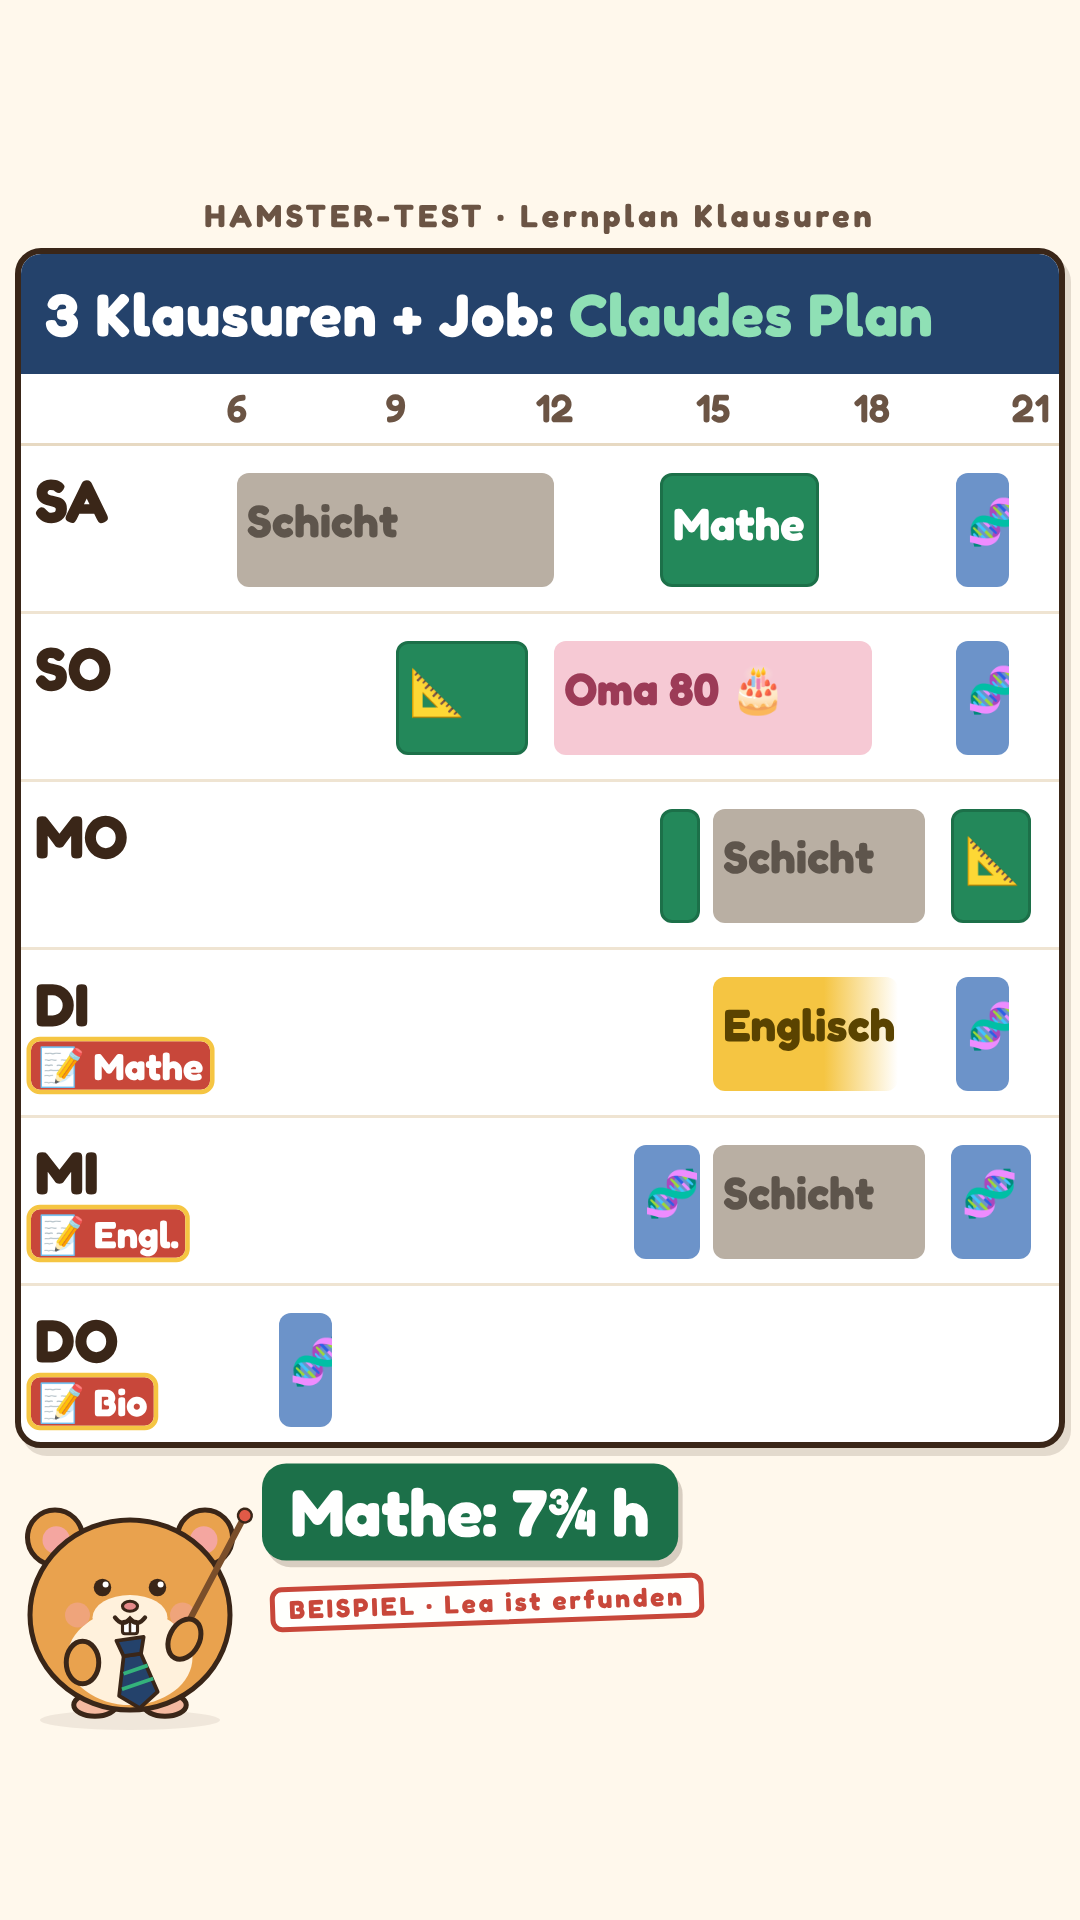 HAMSTER-TEST · Lernplan Klausuren
3 Klausuren + Job: Claudes Plan
6 9 12 15 18 21
SA
Schicht
Mathe
SO
Oma 80
MO
Schicht
DI
Mathe
Englisch
MI
Engl.
Schicht
DO
Bio
Mathe: 7¾ h
BEISPIEL · Lea ist erfunden